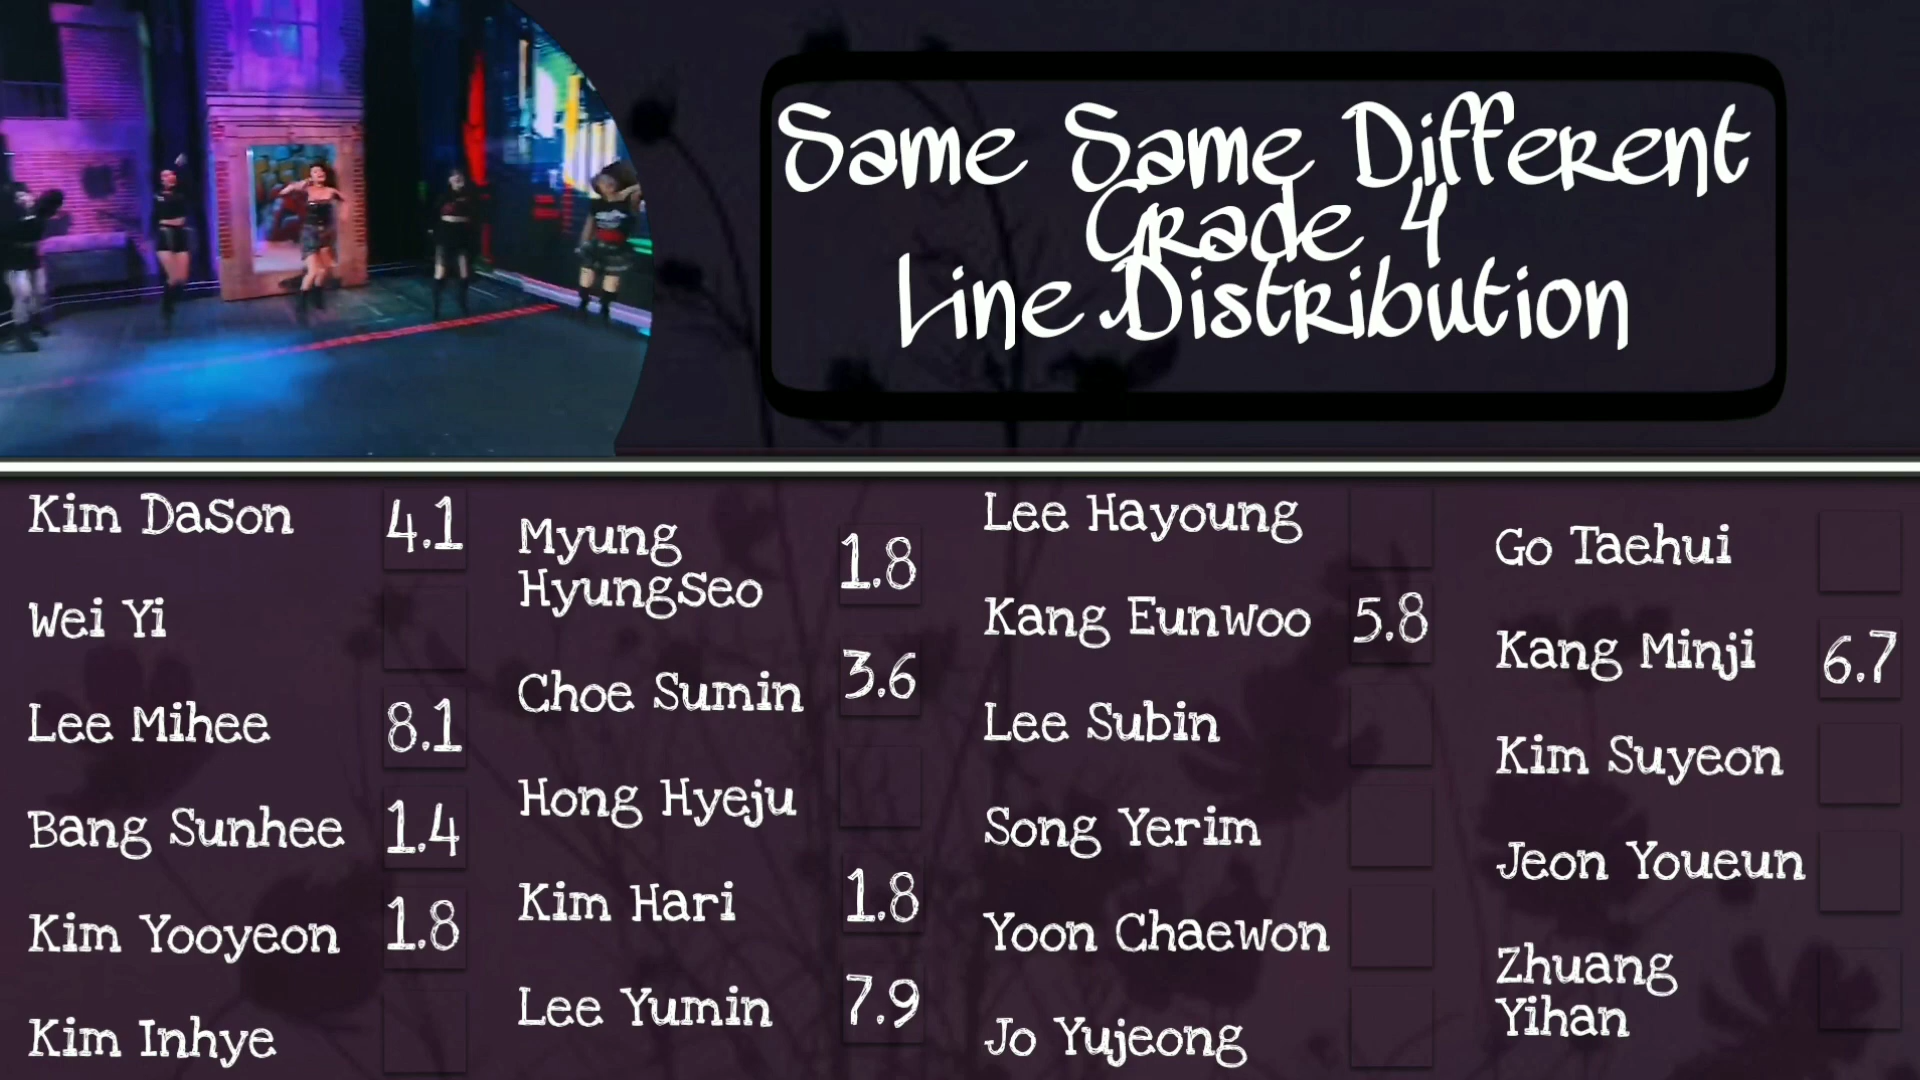 Same Same Different
Grade 4
Line Distribution
Kim Dason 4.1
Wei Yi
Lee Mihee 8.1
Bang Sunhee 1.4
Kim Yooyeon 1.8
Kim Inhye
Myung
Hyungseo 1.8
Choe Sumin 3.6
Hong Hyeju
Kim Hari 1.8
Lee Yumin 7.9
Lee Hayoung
Kang Eunwoo 5.8
Lee Subin
Song Yerim
Yoon Chaewon
Jo Yujeong
Go Taehui
Kang Minji 6.7
Kim Suyeon
Jeon Youeun
Zhuang
Yihan